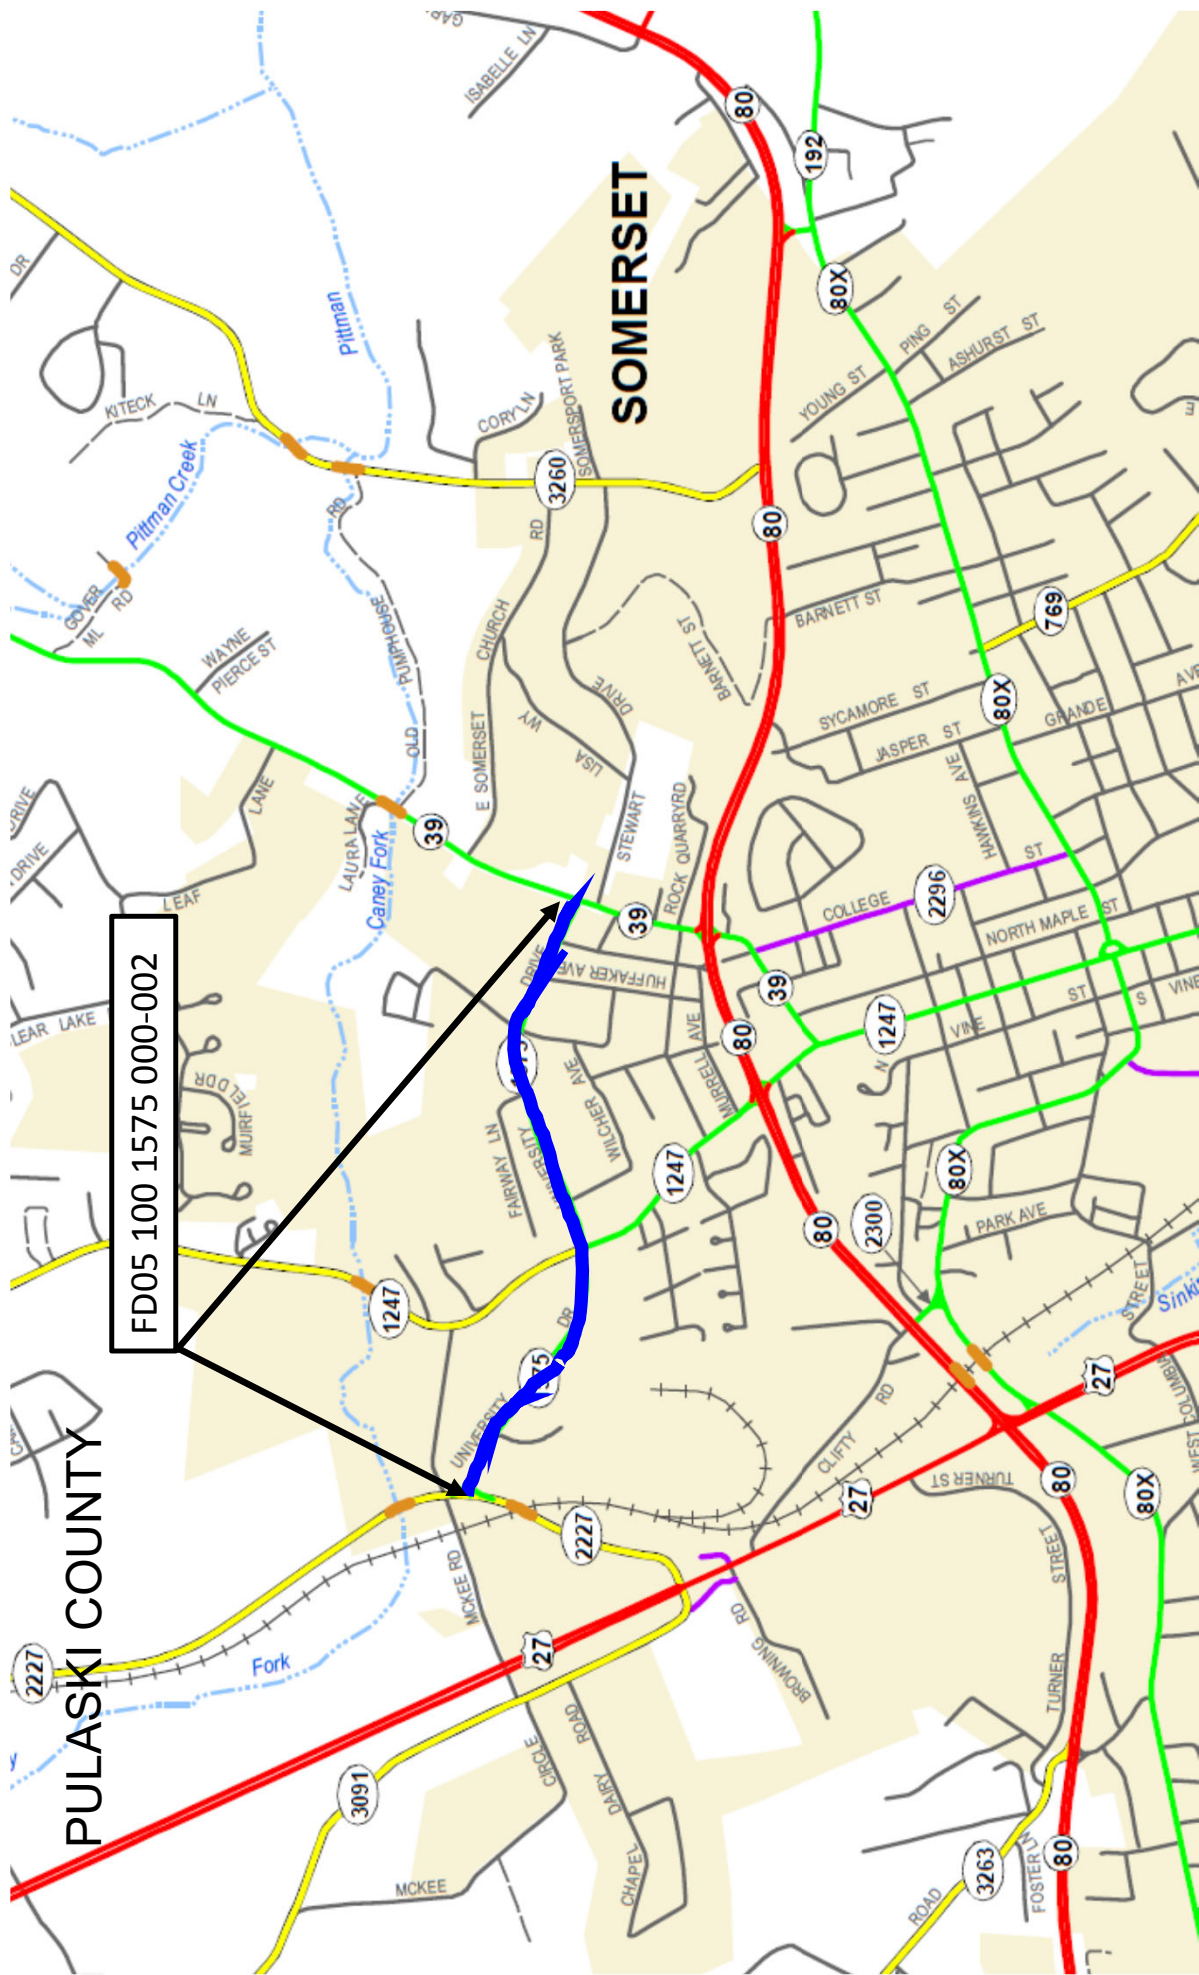 PULASKI COUNTY
FD05 100 1575 000-002
SOMERSET
2227
Fork
3091
MCKEE
CIRCLE
MCKEE RD
CHAPEL
DAIRY
ROAD
27
2227
BROWNING RD
27
TURNER ST
TURNER
STREET
ROAD
3263
FOSTER LN
80
80
80X
27
WEST COLUMBIA
STREET
CLIFTY
RD
2300
80
80X
PARK AVE
UNIVERSITY
DR
1247
1247
FAIRWAY LN
WILCHER AVE
MURRELL AVE
HUFFAKER AVE
DRIVE
MUIRFIELD DR
LEAF
LANE
DRIVE
DRIVE
LAURA LANE
Caney Fork
39
39
39
ROCK QUARRY RD
STEWART
LISA
DRIVE
WY
E SOMERSET
CHURCH
RD
OLD
PUMPHOUSE
RD
WAYNE
PIERCE ST
ML
GOVER
RD
Pittman Creek
Pittman
KITECK
LN
DR
CORY LN
SOMERSPORT PARK
3260
ISABELLE LN
80
192
80X
YOUNG ST
PING ST
ASHURST ST
80
BARNETT ST
BARNETT ST
769
80X
SYCAMORE ST
JASPER ST
GRANDE
AVE
HAWKINS AVE
COLLEGE
ST
2296
NORTH MAPLE ST
1247
VINE
ST
S VINE
N
80